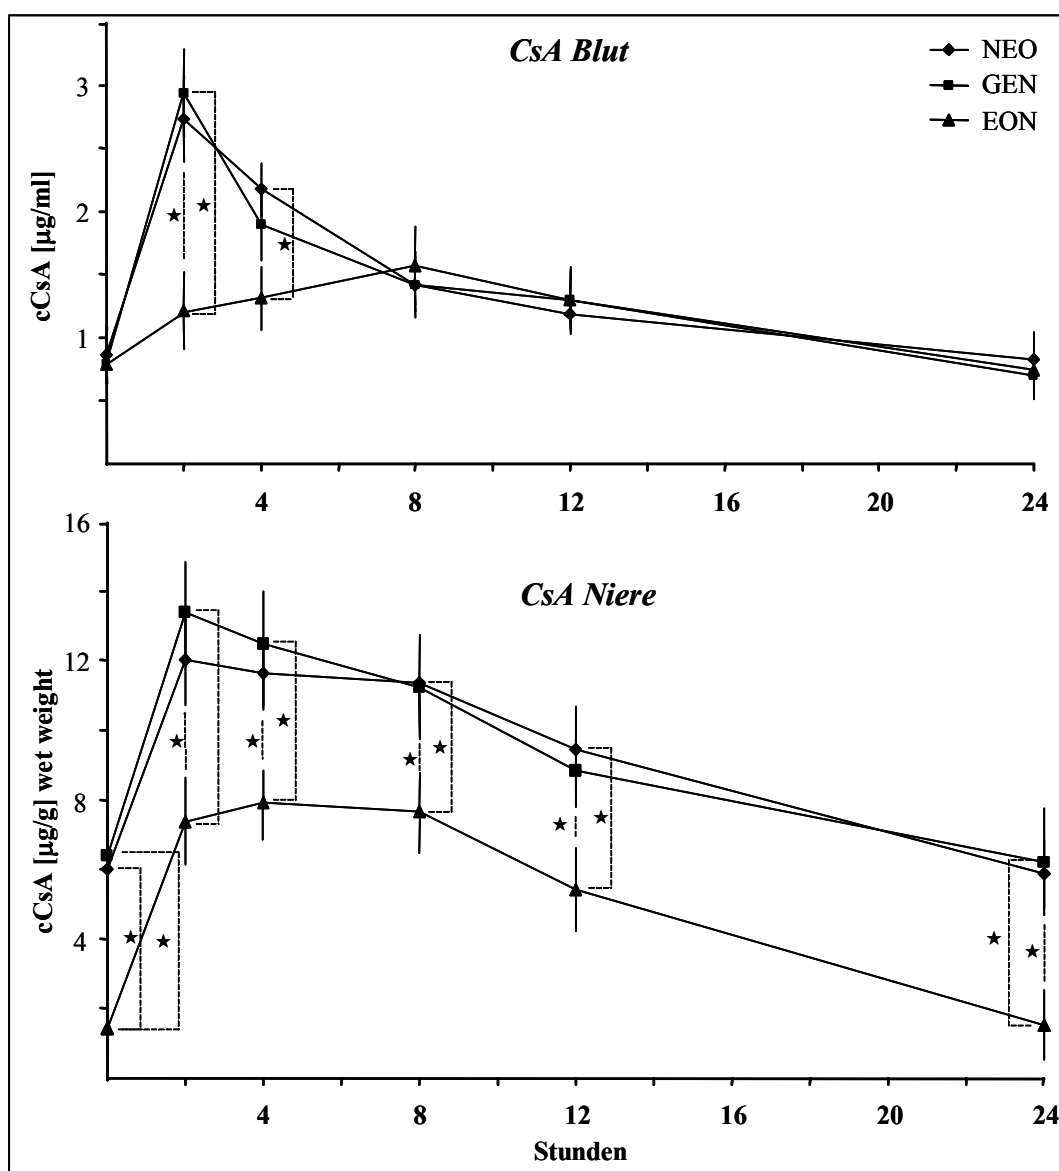 CsA Blut
NEO
GEN
EON
cCsA [µg/ml]
3
2
1
4 8 12 16 20 24
CsA Niere
cCsA [µg/g] wet weight
16
12
8
4
4 8 12 16 20 24
Stunden